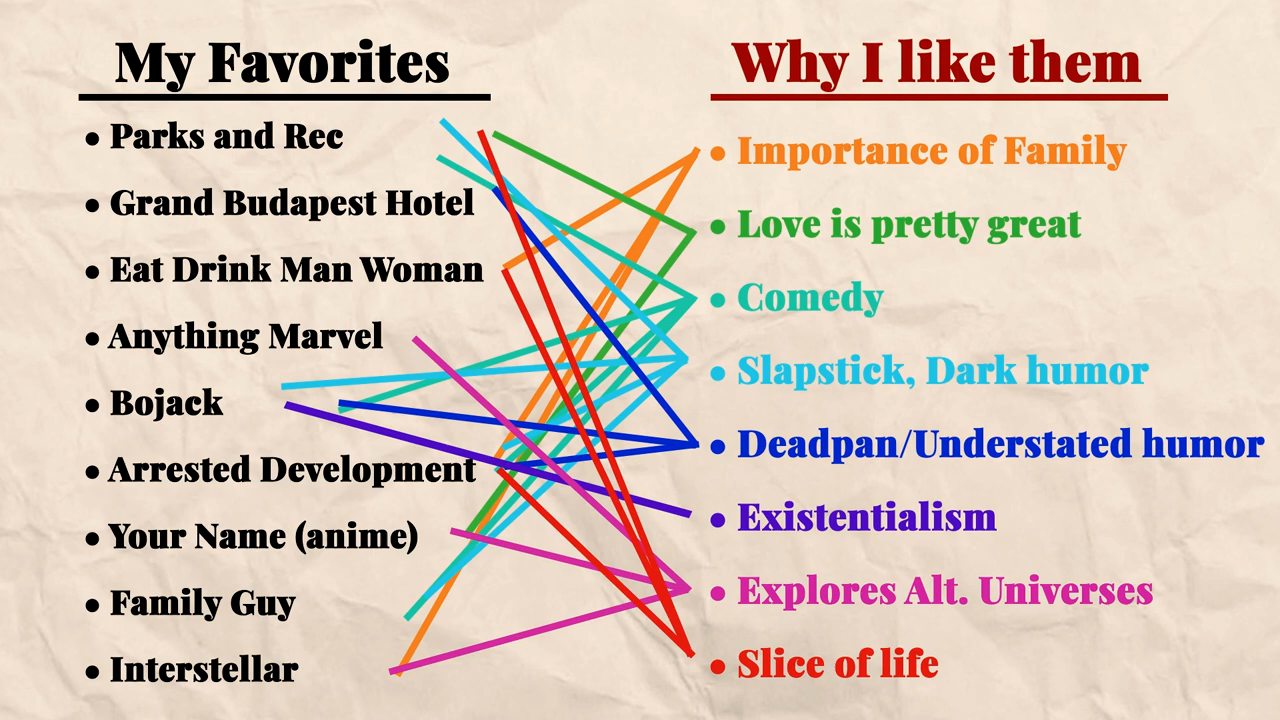 My Favorites
• Parks and Rec
• Grand Budapest Hotel
• Eat Drink Man Woman
• Anything Marvel
• Bojack
• Arrested Development
• Your Name (anime)
• Family Guy
• Interstellar
Why I like them
• Importance of Family
• Love is pretty great
• Comedy
• Slapstick, Dark humor
• Deadpan/Understated humor
• Existentialism
• Explores Alt. Universes
• Slice of life